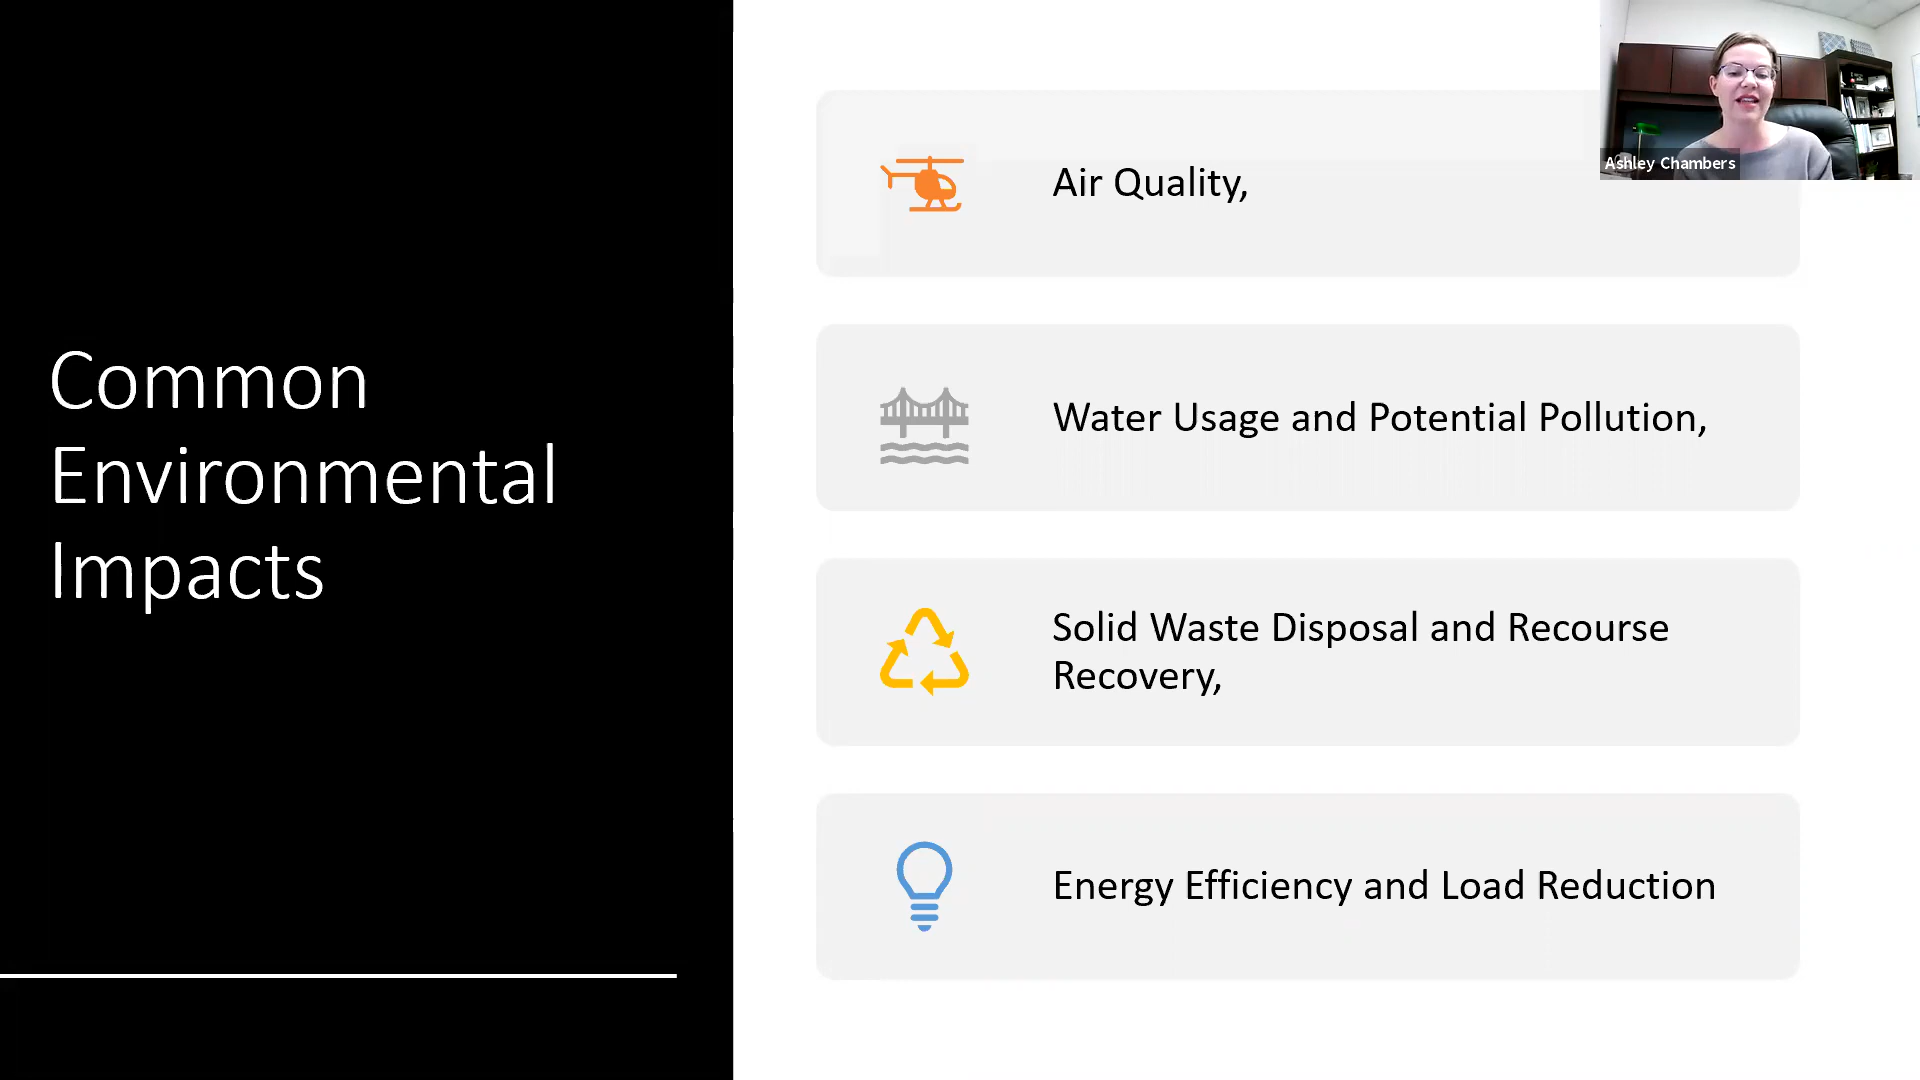 Common
Environmental
Impacts
Air Quality,
Water Usage and Potential Pollution,
Solid Waste Disposal and Recourse
Recovery,
Energy Efficiency and Load Reduction
Ashley Chambers